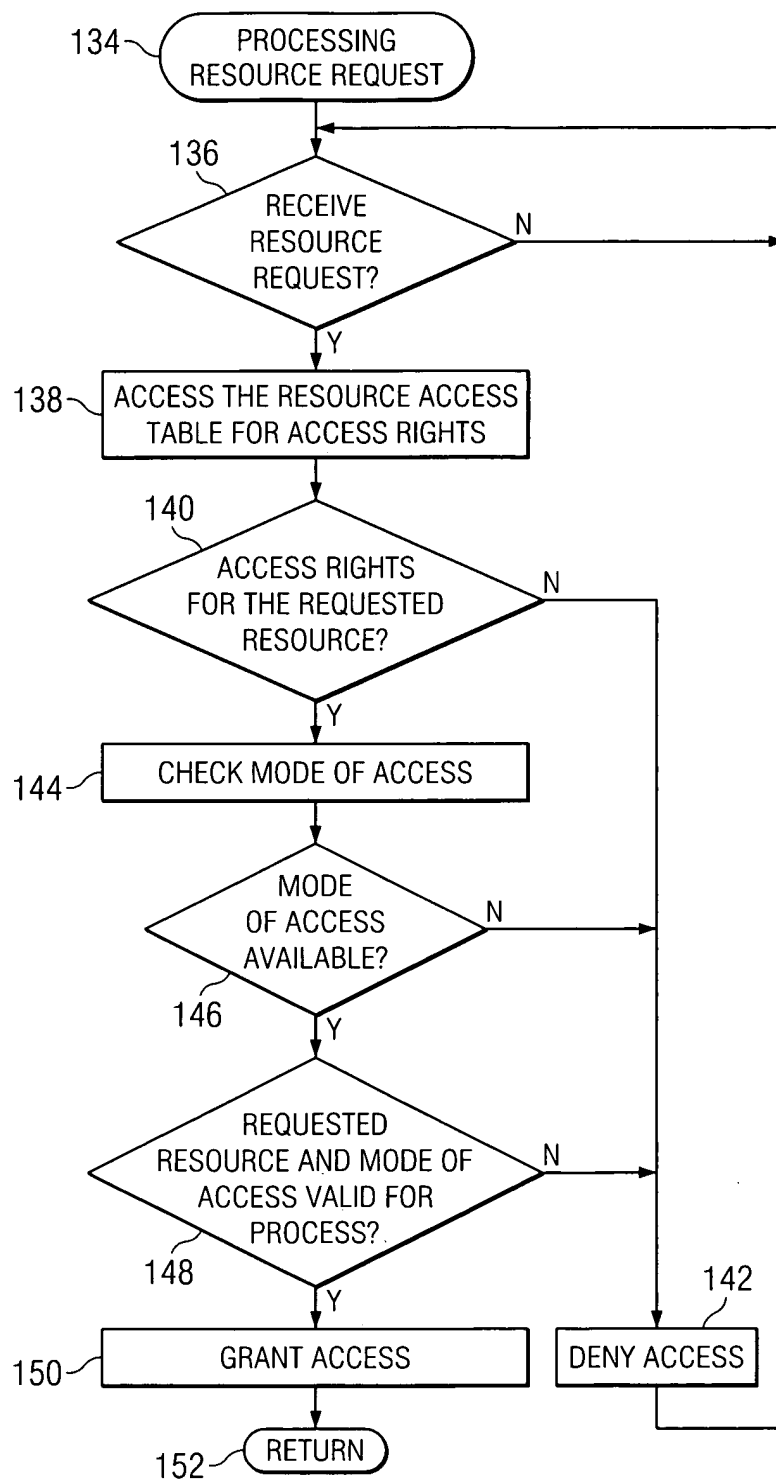 134
PROCESSING
RESOURCE REQUEST
136
RECEIVE
RESOURCE
REQUEST?
N
Y
138
ACCESS THE RESOURCE ACCESS
TABLE FOR ACCESS RIGHTS
140
ACCESS RIGHTS
FOR THE REQUESTED
RESOURCE?
N
Y
144
CHECK MODE OF ACCESS
MODE
OF ACCESS
AVAILABLE?
N
146
Y
REQUESTED
RESOURCE AND MODE OF
ACCESS VALID FOR
PROCESS?
N
148
Y
142
150
GRANT ACCESS
DENY ACCESS
152
RETURN